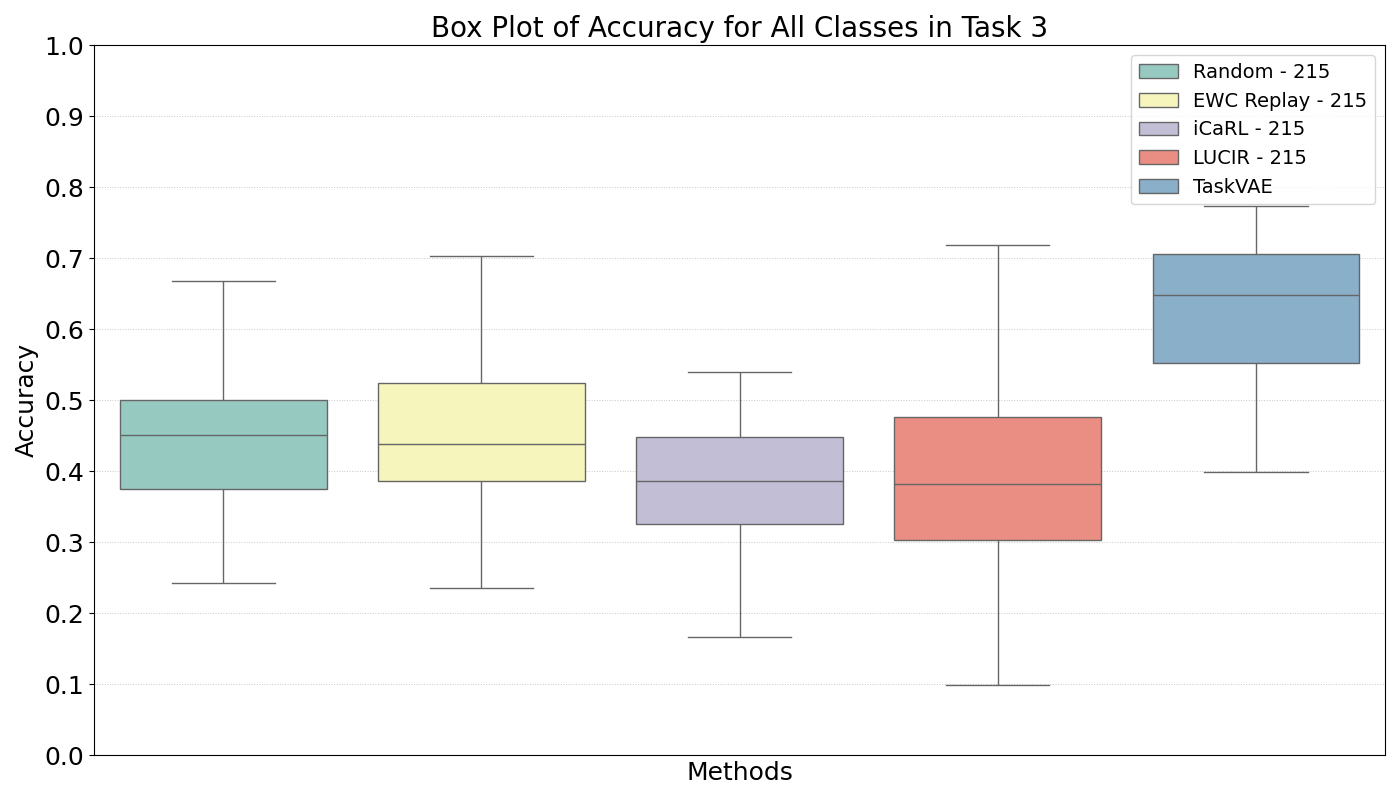 Box Plot of Accuracy for All Classes in Task 3
1.0
0.9
0.8
0.7
0.6
0.5
0.4
0.3
0.2
0.1
0.0
Accuracy
Methods
Random - 215
EWC Replay - 215
iCaRL - 215
LUCIR - 215
TaskVAE